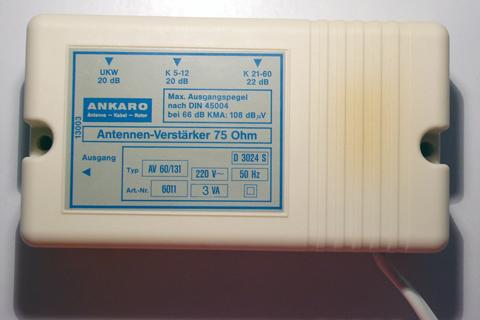 UKW K 5-12 K 21-60
20 dB 20 dB 22 dB
ANKARO
Antenne – Kabel – Rotor
Max. Ausgangspegel
nach DIN 45004
bei 66 dB KMA: 108 dBµV
13003
Antennen-Verstärker 75 Ohm
Ausgang
D 3024 S
Typ AV 60/131 220 V~ 50 Hz
Art.-Nr. 6011 3 VA